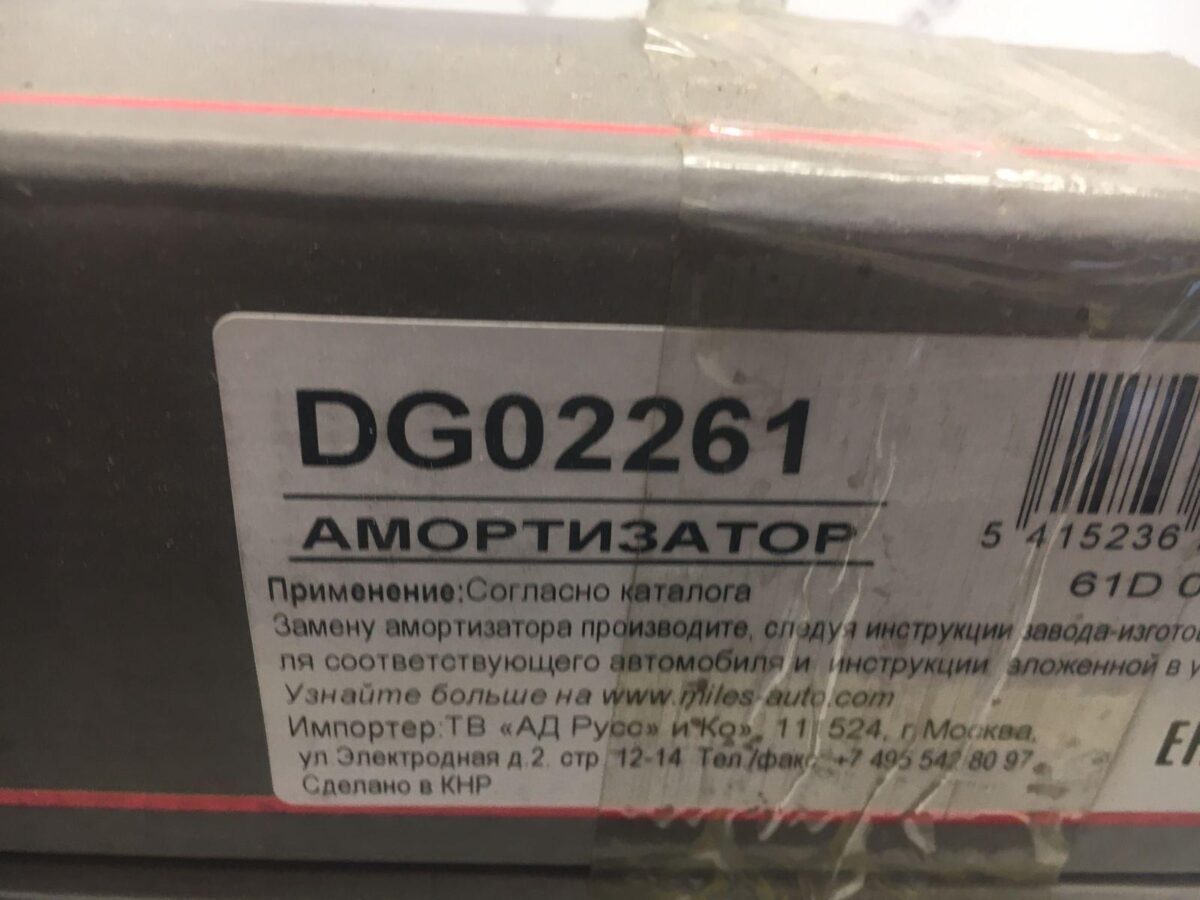 DG02261
АМОРТИЗАТОР
5 415236
61D
Применение:Согласно каталога
Замену амортизатора производите, следуя инструкции завода-изгото
ля соответствующего автомобиля и инструкции вложенной в у
Узнайте больше на www.miles-auto.com
Импортер:ТВ «АД Русс» и Ко», 11 524, г Москва,
ул Электродная д.2, стр 12-14 Тел./факс +7 495 542 80 97
Сделано в КНР